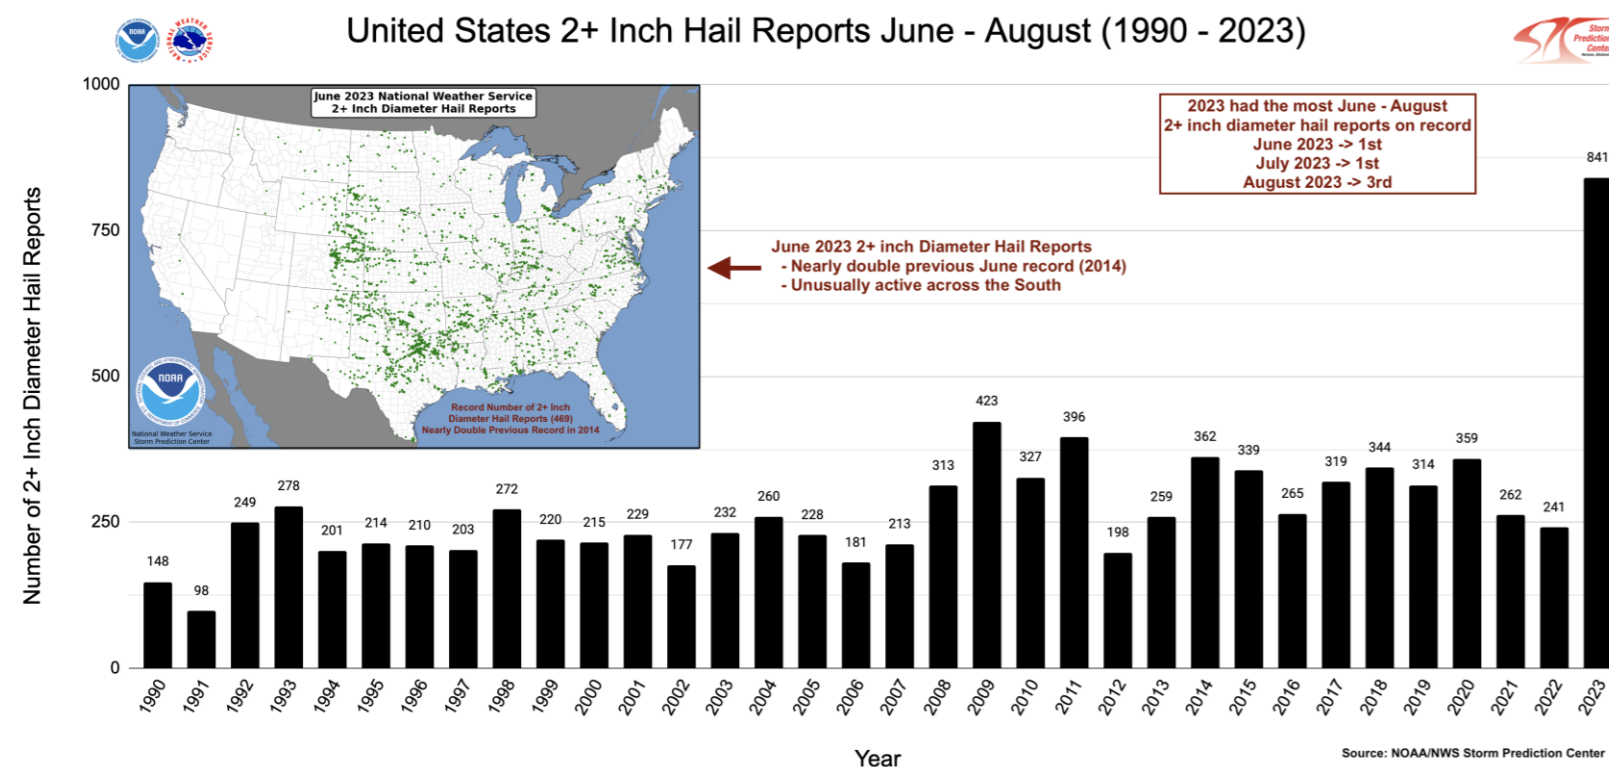 United States 2+ Inch Hail Reports June - August (1990 - 2023)
NOAA
NATIONAL WEATHER SERVICE
Storm
Prediction
Center
Number of 2+ Inch Diameter Hail Reports
1000
750
500
250
0
June 2023 National Weather Service
2+ Inch Diameter Hail Reports
NOAA
National Weather Service
Storm Prediction Center
Record Number of 2+ Inch
Diameter Hail Reports (469)
Nearly Double Previous Record in 2014
June 2023 2+ inch Diameter Hail Reports
- Nearly double previous June record (2014)
- Unusually active across the South
2023 had the most June - August
2+ inch diameter hail reports on record
June 2023 -> 1st
July 2023 -> 1st
August 2023 -> 3rd
148
98
249
278
201
214
210
203
272
220
215
229
177
232
260
228
181
213
313
423
327
396
198
259
362
339
265
319
344
314
359
262
241
841
1990
1991
1992
1993
1994
1995
1996
1997
1998
1999
2000
2001
2002
2003
2004
2005
2006
2007
2008
2009
2010
2011
2012
2013
2014
2015
2016
2017
2018
2019
2020
2021
2022
2023
Year
Source: NOAA/NWS Storm Prediction Center